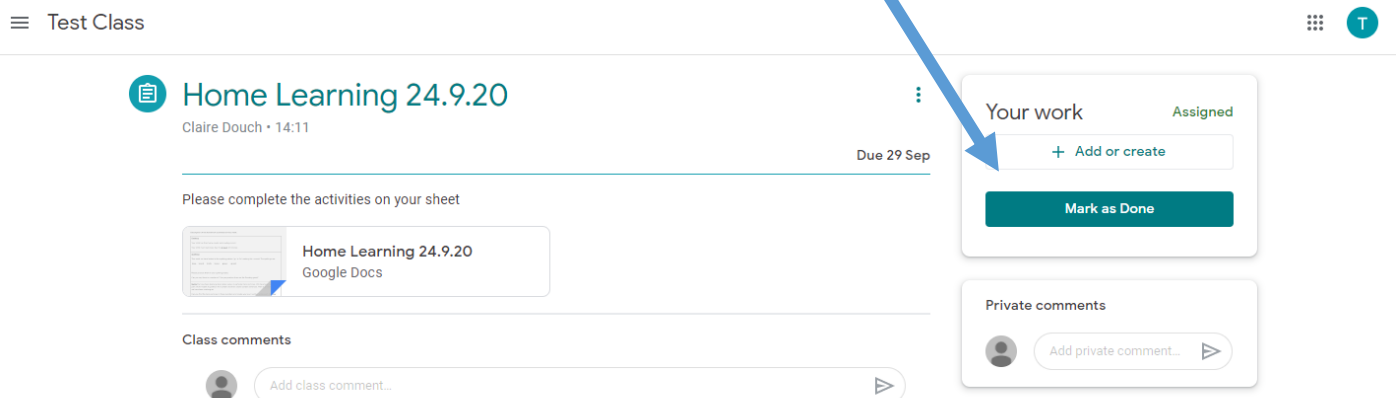 Test Class
T
Home Learning 24.9.20
Claire Douch • 14:11
Due 29 Sep
Please complete the activities on your sheet
Home Learning 24.9.20
Google Docs
Class comments
Add class comment...
Your work
Assigned
+ Add or create
Mark as Done
Private comments
Add private comment...